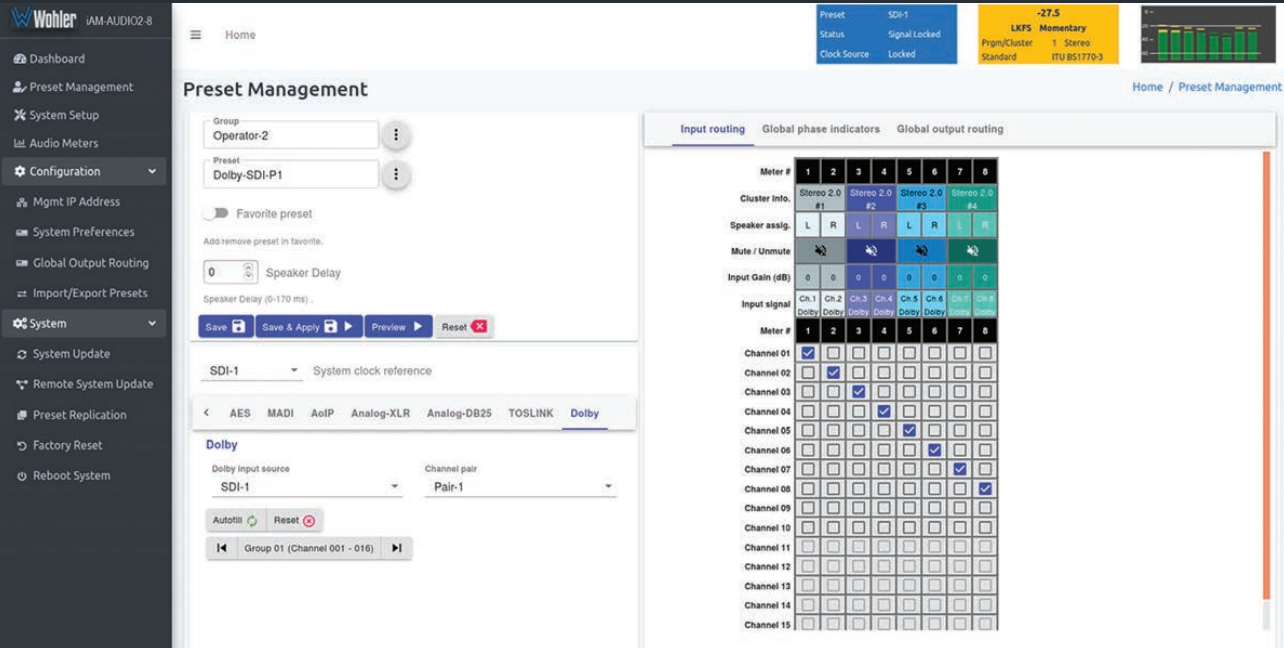 Wohler iAM-AUDIO2-8
Dashboard
Preset Management
System Setup
Audio Meters
Configuration
Mgmt IP Address
System Preferences
Global Output Routing
Import/Export Presets
System
System Update
Remote System Update
Preset Replication
Factory Reset
Reboot System
Home
Preset SDI-1
Status Signal Locked
Clock Source Locked
-27.5
LKFS Momentary
Prgm/Cluster 1 Stereo
Standard ITU BS1770-3
Preset Management
Home / Preset Management
Group
Operator-2
Preset
Dolby-SDI-P1
Favorite preset
Add/remove preset in favorite.
0 Speaker Delay
Speaker Delay (0-170 ms) .
Save Save & Apply Preview Reset
SDI-1 System clock reference
AES MADI AoIP Analog-XLR Analog-DB25 TOSLINK Dolby
Dolby
Dolby input source Channel pair
SDI-1 Pair-1
Autofill Reset
Group 01 (Channel 001 - 016)
Input routing Global phase indicators Global output routing
Meter # 1 2 3 4 5 6 7 8
Cluster Info. Stereo 2.0 #1 Stereo 2.0 #2 Stereo 2.0 #3 Stereo 2.0 #4
Speaker assig. L R L R L R L R
Mute / Unmute
Input Gain (dB) 0 0 0 0 0 0 0 0
Input signal Ch.1 Dolby Ch.2 Dolby Ch.3 Dolby Ch.4 Dolby Ch.5 Dolby Ch.6 Dolby Ch.7 Dolby Ch.8 Dolby
Meter # 1 2 3 4 5 6 7 8
Channel 01
Channel 02
Channel 03
Channel 04
Channel 05
Channel 06
Channel 07
Channel 08
Channel 09
Channel 10
Channel 11
Channel 12
Channel 13
Channel 14
Channel 15